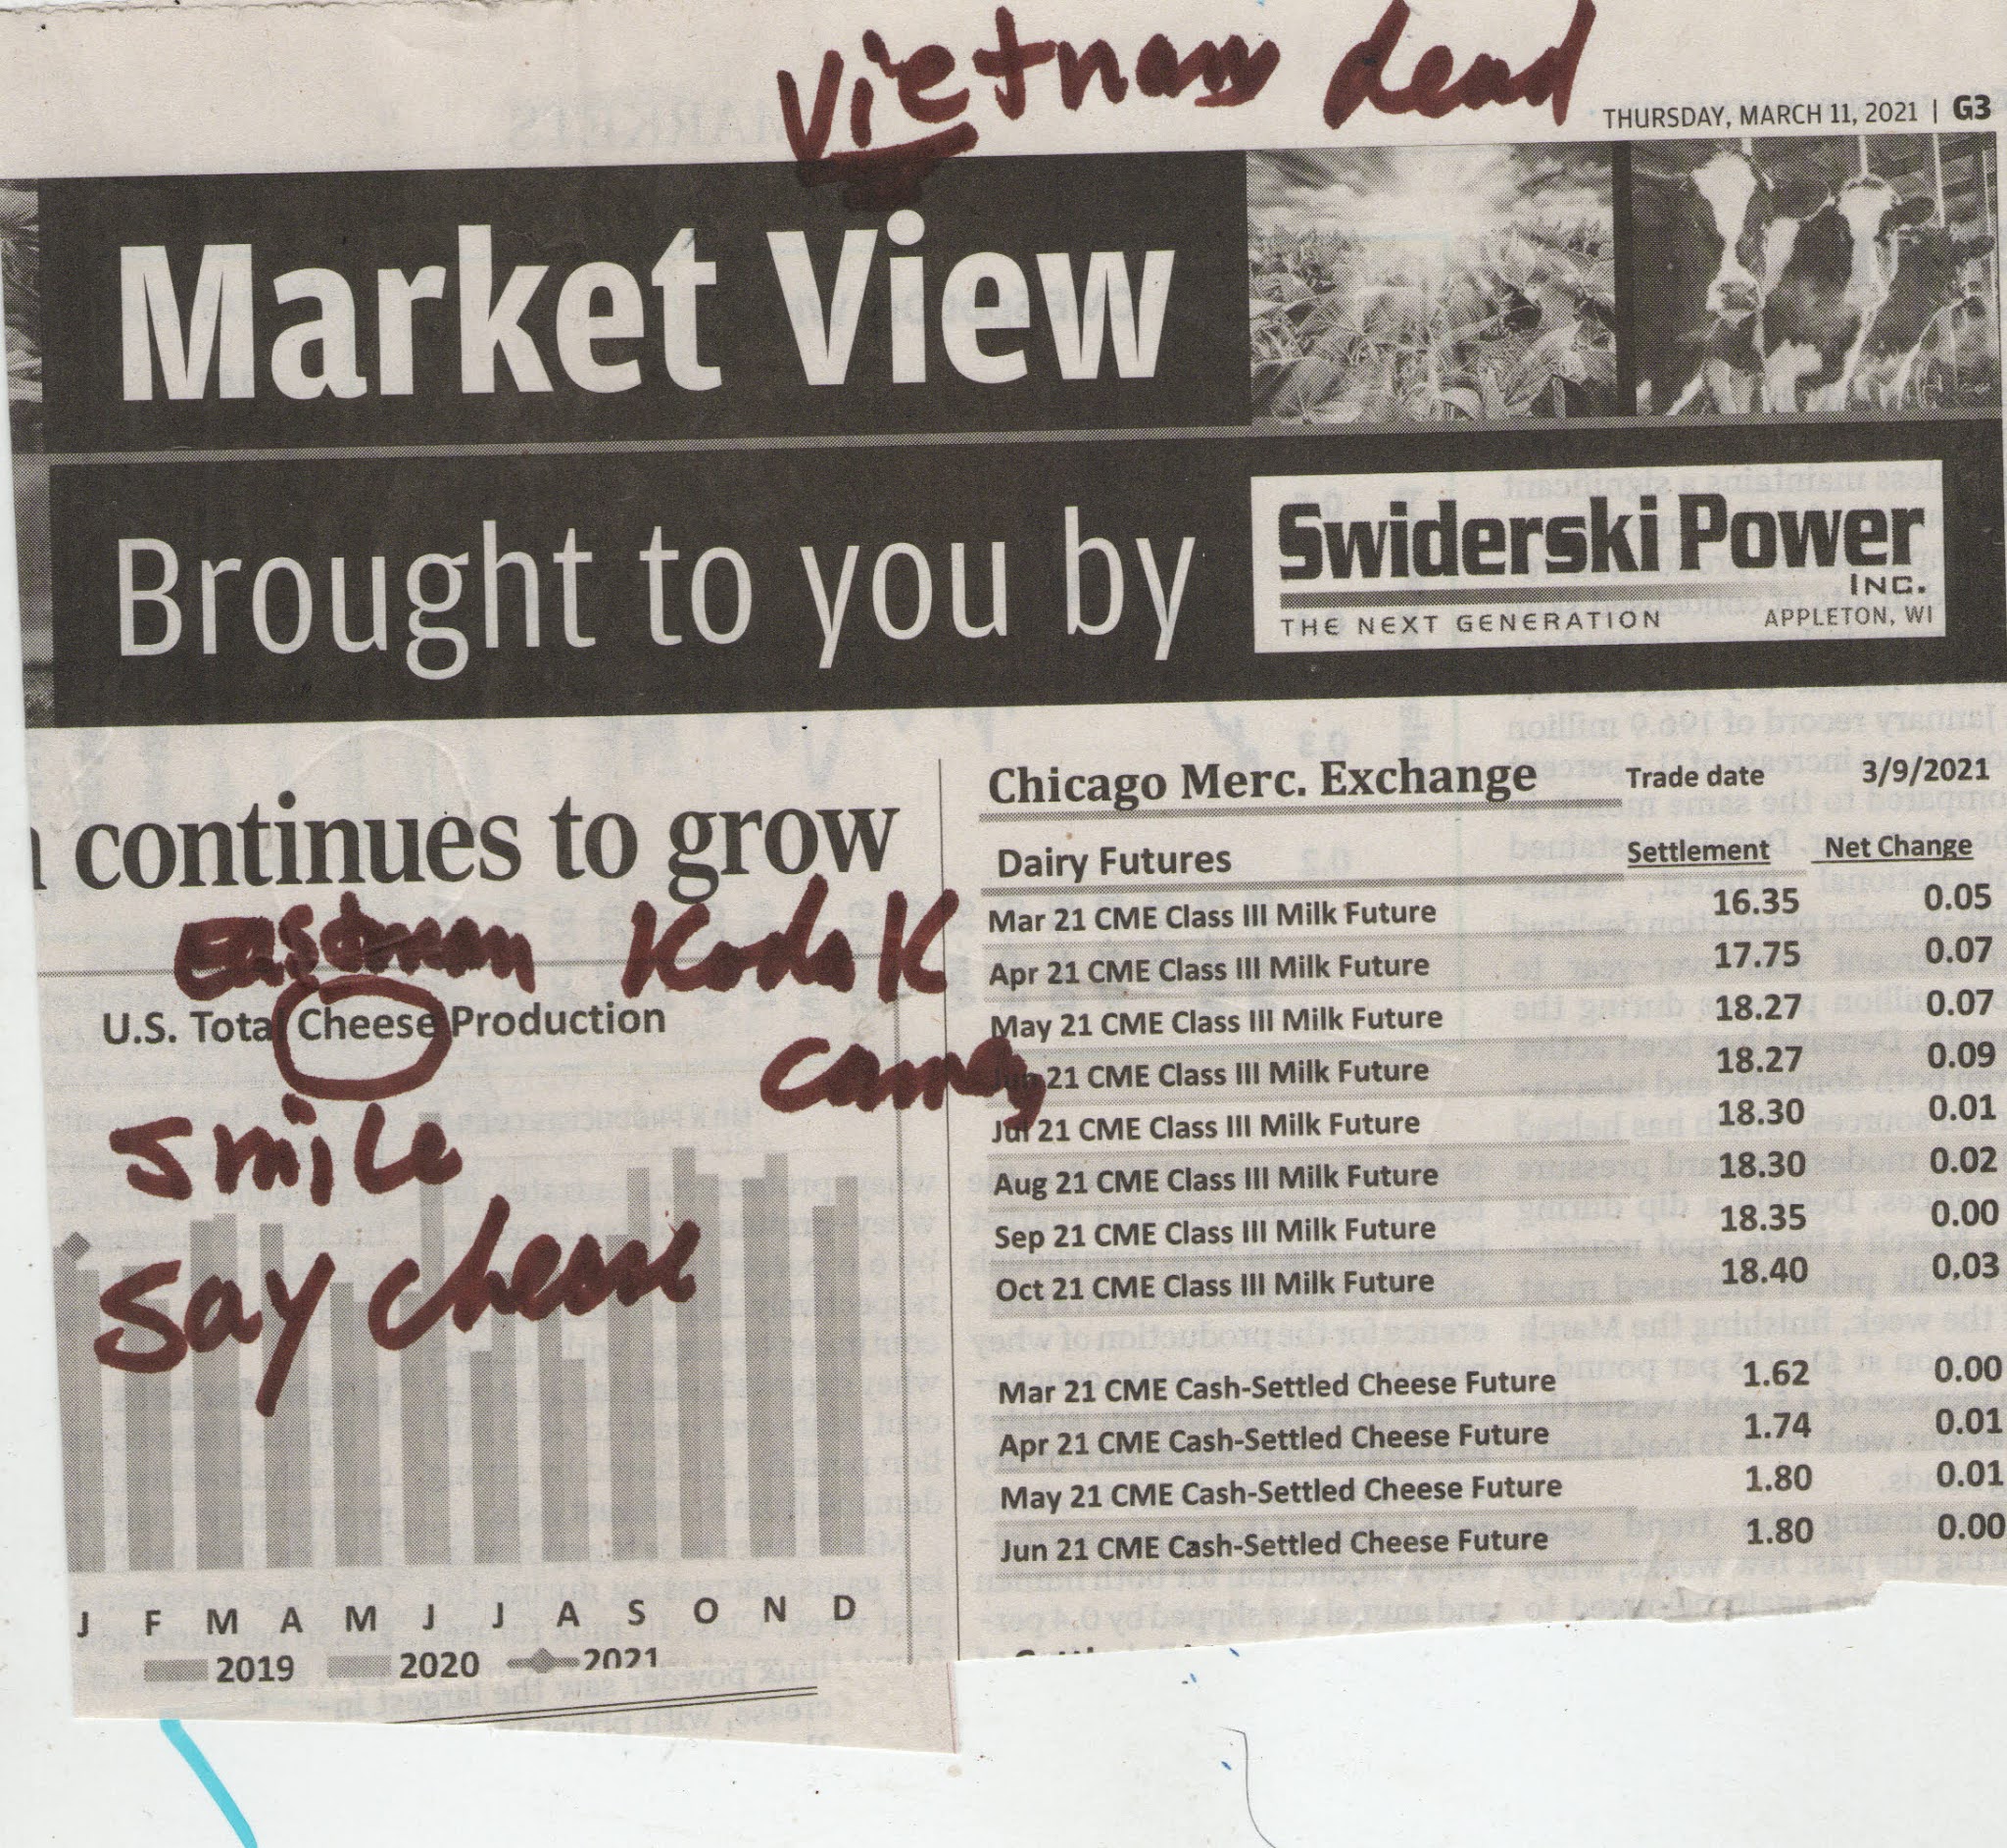 Vietnam dead
THURSDAY, MARCH 11, 2021 | G3
Market View
Brought to you by
Swiderski Power
INC.
THE NEXT GENERATION APPLETON, WI
continues to grow
Eastman Kodak
U.S. Total Cheese Production
camey
smile
say cheese
J F M A M J J A S O N D
2019 2020 2021
Chicago Merc. Exchange Trade date 3/9/2021
Dairy Futures Settlement Net Change
Mar 21 CME Class III Milk Future 16.35 0.05
Apr 21 CME Class III Milk Future 17.75 0.07
May 21 CME Class III Milk Future 18.27 0.07
Jun 21 CME Class III Milk Future 18.27 0.09
Jul 21 CME Class III Milk Future 18.30 0.01
Aug 21 CME Class III Milk Future 18.30 0.02
Sep 21 CME Class III Milk Future 18.35 0.00
Oct 21 CME Class III Milk Future 18.40 0.03
Mar 21 CME Cash-Settled Cheese Future 1.62 0.00
Apr 21 CME Cash-Settled Cheese Future 1.74 0.01
May 21 CME Cash-Settled Cheese Future 1.80 0.01
Jun 21 CME Cash-Settled Cheese Future 1.80 0.00